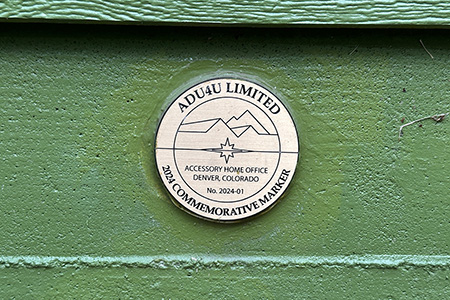 ADU4U LIMITED
ACCESSORY HOME OFFICE
DENVER, COLORADO
No. 2024-01
2024 COMMEMORATIVE MARKER